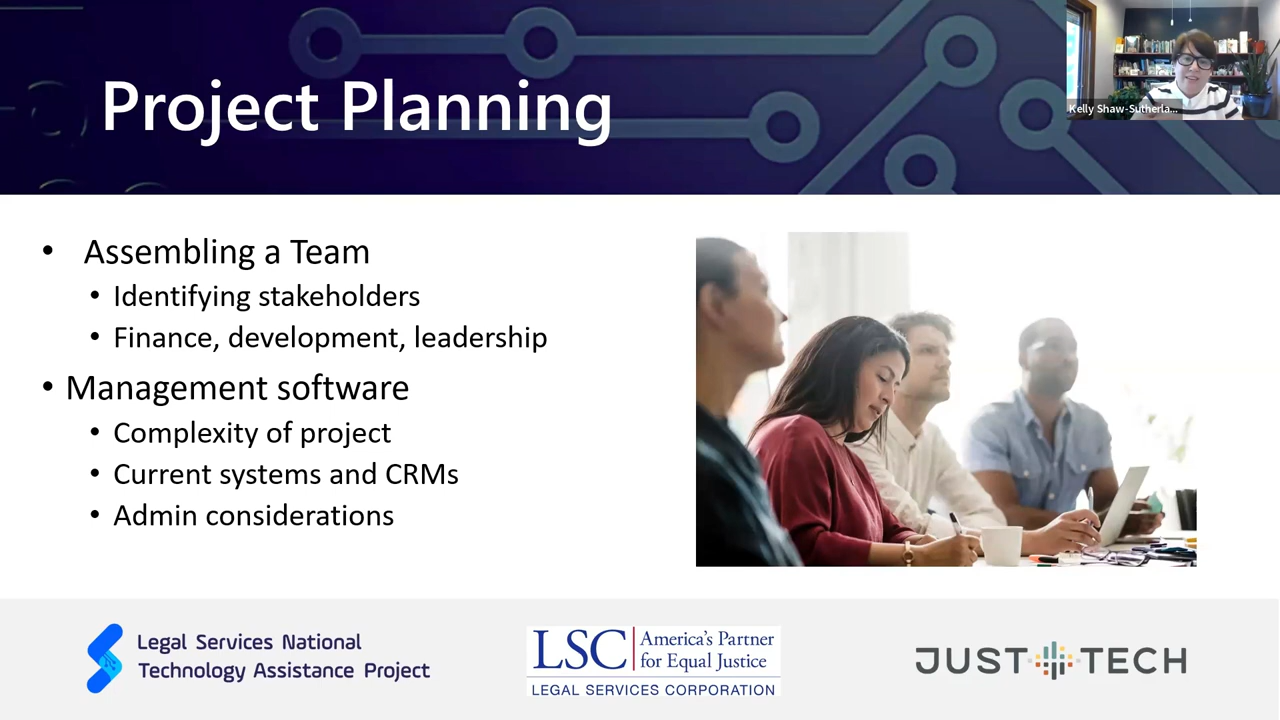 Project Planning
Kelly Shaw-Sutherla...
• Assembling a Team
• Identifying stakeholders
• Finance, development, leadership
• Management software
• Complexity of project
• Current systems and CRMs
• Admin considerations
Legal Services National
Technology Assistance Project
LSC America's Partner
for Equal Justice
LEGAL SERVICES CORPORATION
JUST TECH